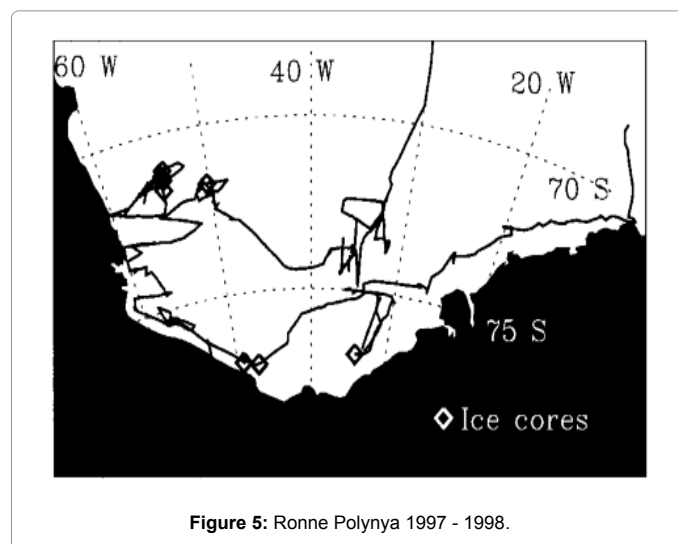 60 W
40 W
20 W
70 S
75 S
Ice cores
Figure 5: Ronne Polynya 1997 - 1998.